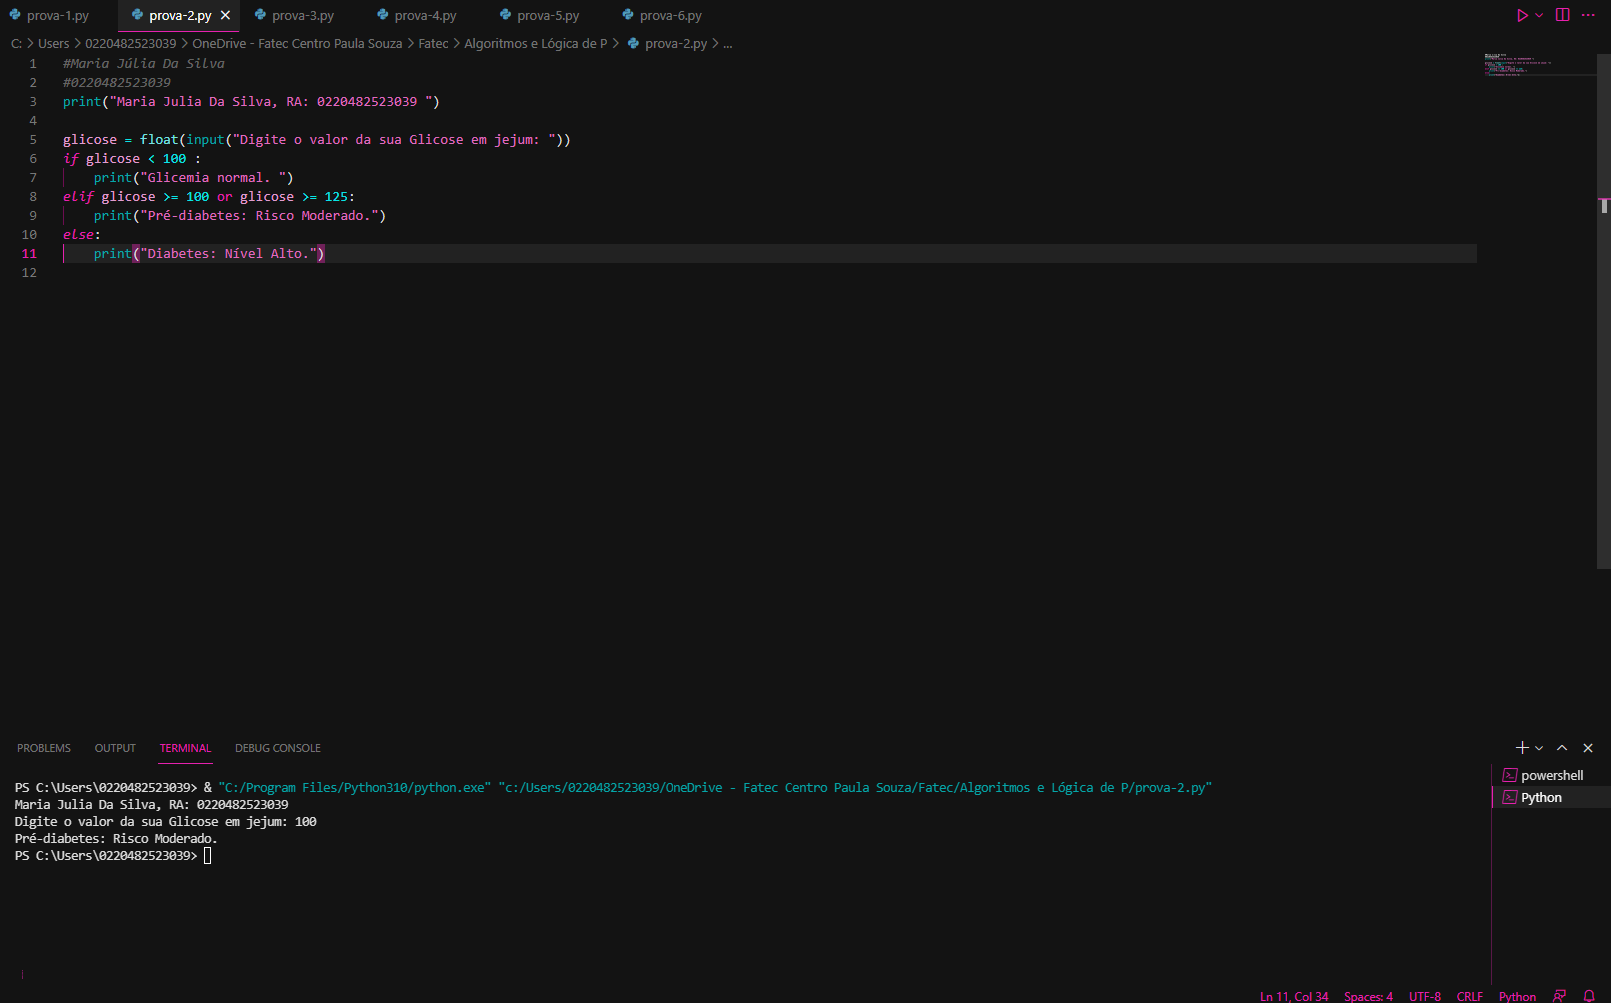 prova-1.py prova-2.py prova-3.py prova-4.py prova-5.py prova-6.py
C: > Users > 0220482523039 > OneDrive - Fatec Centro Paula Souza > Fatec > Algoritmos e Lógica de P > prova-2.py > ...
1 #Maria Júlia Da Silva
2 #0220482523039
3 print("Maria Julia Da Silva, RA: 0220482523039 ")
4
5 glicose = float(input("Digite o valor da sua Glicose em jejum: "))
6 if glicose < 100 :
7 print("Glicemia normal. ")
8 elif glicose >= 100 or glicose >= 125:
9 print("Pré-diabetes: Risco Moderado.")
10 else:
11 print("Diabetes: Nível Alto.")
12
PROBLEMS OUTPUT TERMINAL DEBUG CONSOLE
PS C:\Users\0220482523039> & "C:/Program Files/Python310/python.exe" "c:/Users/0220482523039/OneDrive - Fatec Centro Paula Souza/Fatec/Algoritmos e Lógica de P/prova-2.py"
Maria Julia Da Silva, RA: 0220482523039
Digite o valor da sua Glicose em jejum: 100
Pré-diabetes: Risco Moderado.
PS C:\Users\0220482523039>
powershell
Python
Ln 11, Col 34 Spaces: 4 UTF-8 CRLF Python